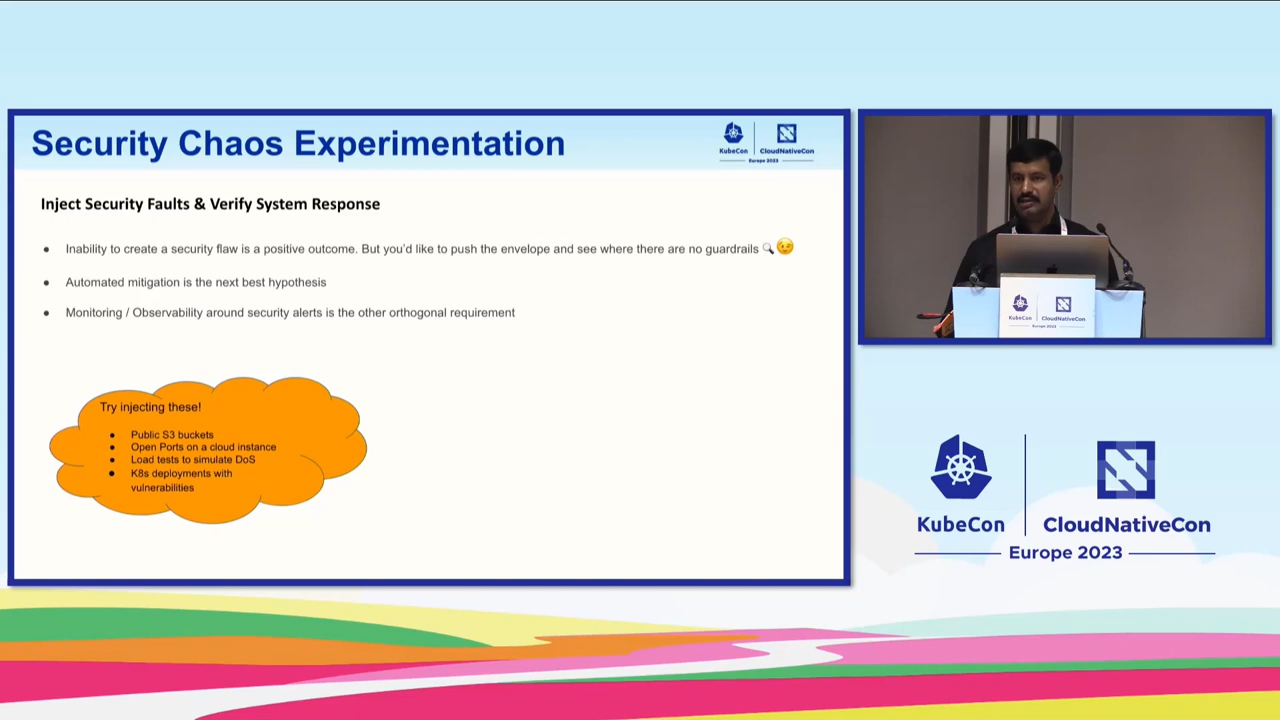 Security Chaos Experimentation
KubeCon
CloudNativeCon
Europe 2023
Inject Security Faults & Verify System Response
● Inability to create a security flaw is a positive outcome. But you'd like to push the envelope and see where there are no guardrails 🔍😉
● Automated mitigation is the next best hypothesis
● Monitoring / Observability around security alerts is the other orthogonal requirement
Try injecting these!
● Public S3 buckets
● Open Ports on a cloud instance
● Load tests to simulate DoS
● K8s deployments with
vulnerabilities
KubeCon
CloudNativeCon
Europe 2023
KubeCon
CloudNativeCon
Europe 2023